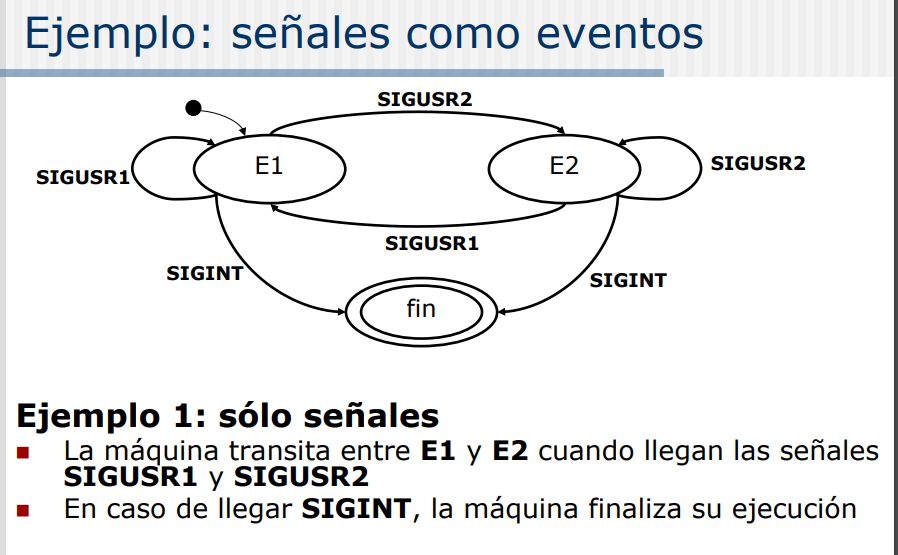 Ejemplo: señales como eventos
SIGUSR2
E1
E2
SIGUSR1
SIGUSR2
SIGUSR1
SIGINT
SIGINT
fin
Ejemplo 1: sólo señales
La máquina transita entre E1 y E2 cuando llegan las señales
SIGUSR1 y SIGUSR2
En caso de llegar SIGINT, la máquina finaliza su ejecución